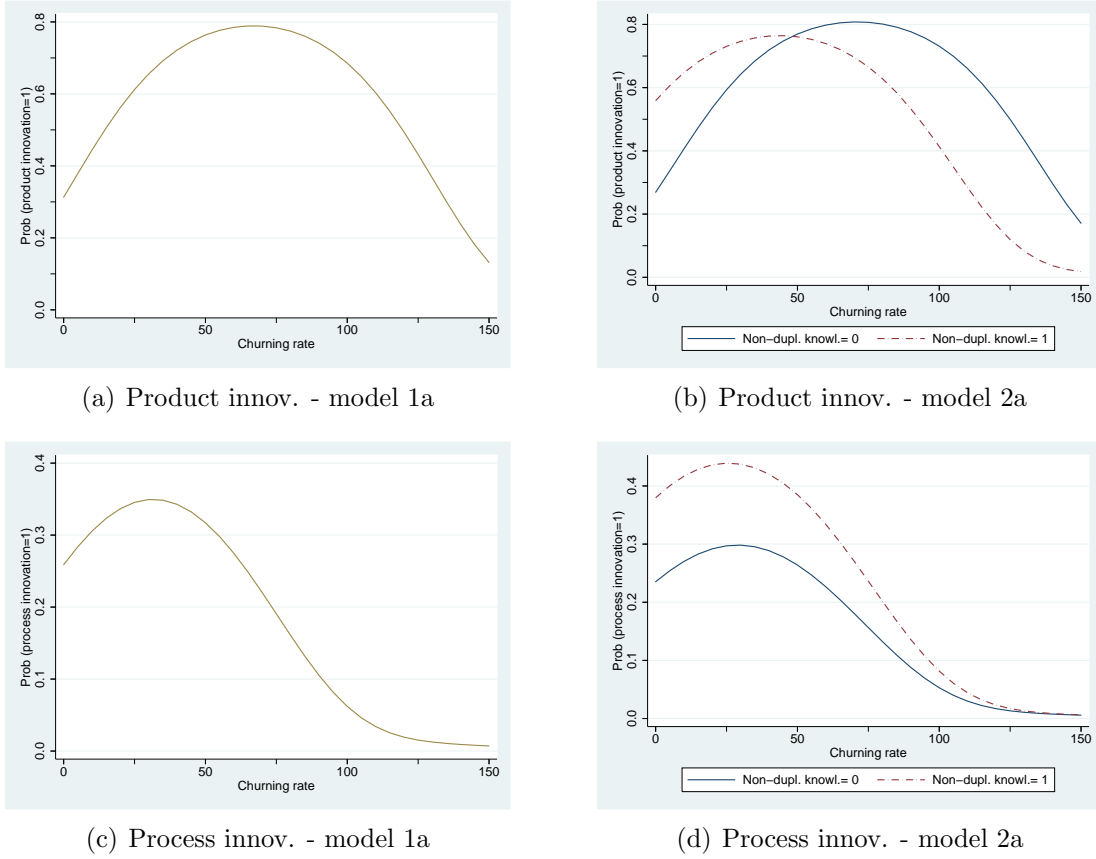 Prob (product innovation=1)
0.8
0.6
0.4
0.2
0.0
0 50 100 150
Churning rate
(a) Product innov. - model 1a
Prob (product innovation=1)
0.8
0.6
0.4
0.2
0.0
0 50 100 150
Churning rate
Non-dupl. knowl.= 0 Non-dupl. knowl.= 1
(b) Product innov. - model 2a
Prob (process innovation=1)
0.4
0.3
0.2
0.1
0.0
0 50 100 150
Churning rate
(c) Process innov. - model 1a
Prob (process innovation=1)
0.4
0.3
0.2
0.1
0.0
0 50 100 150
Churning rate
Non-dupl. knowl.= 0 Non-dupl. knowl.= 1
(d) Process innov. - model 2a